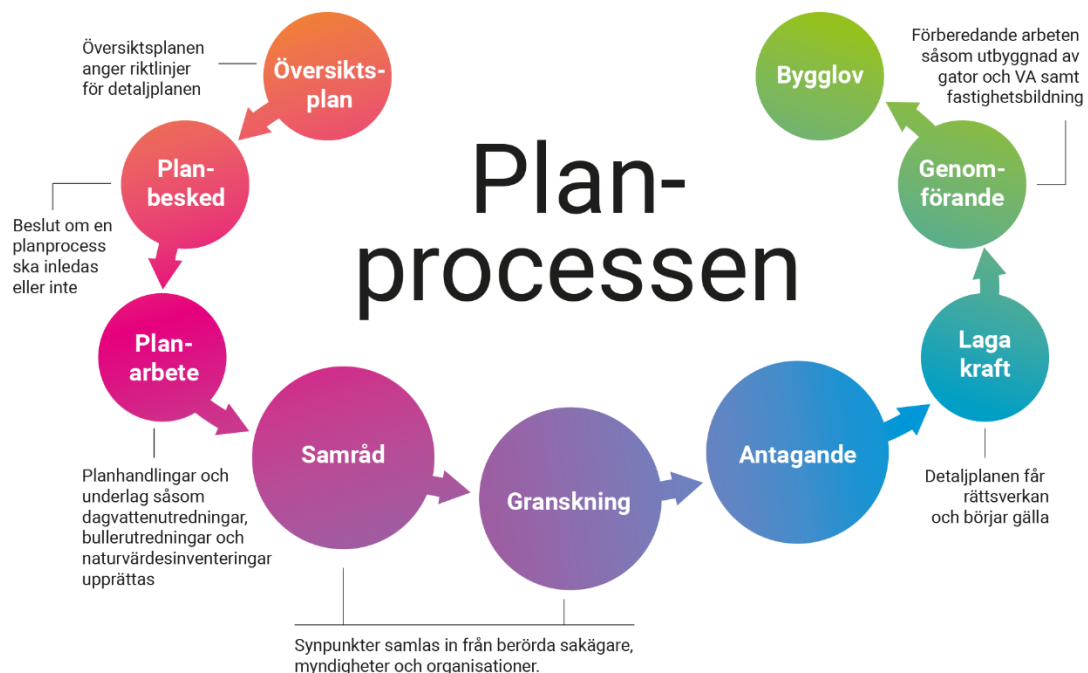 Översiktsplanen
anger riktlinjer
för detaljplanen
Översikts-
plan
Plan-
besked
Beslut om en
planprocess
ska inledas
eller inte
Plan-
arbete
Planhandlingar och
underlag såsom
dagvattenutredningar,
bullerutredningar och
naturvärdesinventeringar
upprättas
Plan-
processen
Samråd
Granskning
Synpunkter samlas in från berörda sakägare,
myndigheter och organisationer.
Antagande
Laga
kraft
Detaljplanen får
rättsverkan
och börjar gälla
Genom-
förande
Förberedande arbeten
såsom utbyggnad av
gator och VA samt
fastighetsbildning
Bygglov